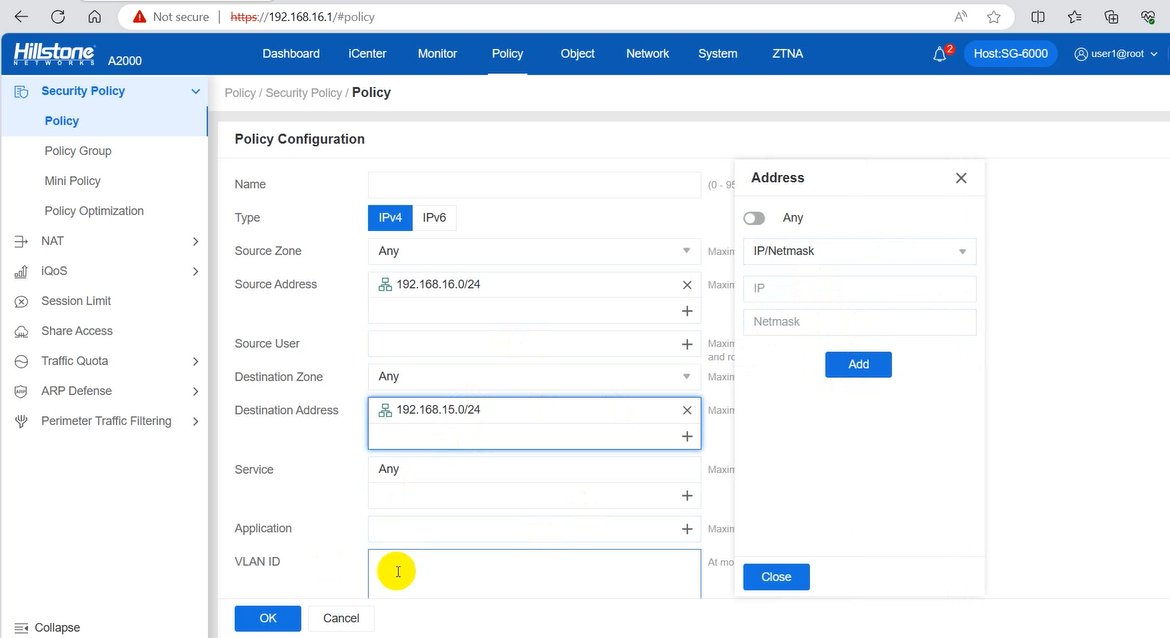 Not secure | https://192.168.16.1/#policy
Hillstone NETWORKS A2000 Dashboard iCenter Monitor Policy Object Network System ZTNA 2 Host:SG-6000 user1@root
Security Policy
Policy
Policy Group
Mini Policy
Policy Optimization
NAT
iQoS
Session Limit
Share Access
Traffic Quota
ARP Defense
Perimeter Traffic Filtering
Collapse
Policy / Security Policy / Policy
Policy Configuration
Name (0 - 95
Type IPv4 IPv6
Source Zone Any Maxim
Source Address 192.168.16.0/24 Maxim
Source User Maxim
and ro
Destination Zone Any Maxim
Destination Address 192.168.15.0/24 Maxim
Service Any Maxim
Application Maxim
VLAN ID At mo
OK Cancel
Address
Any
IP/Netmask
IP
Netmask
Add
Close